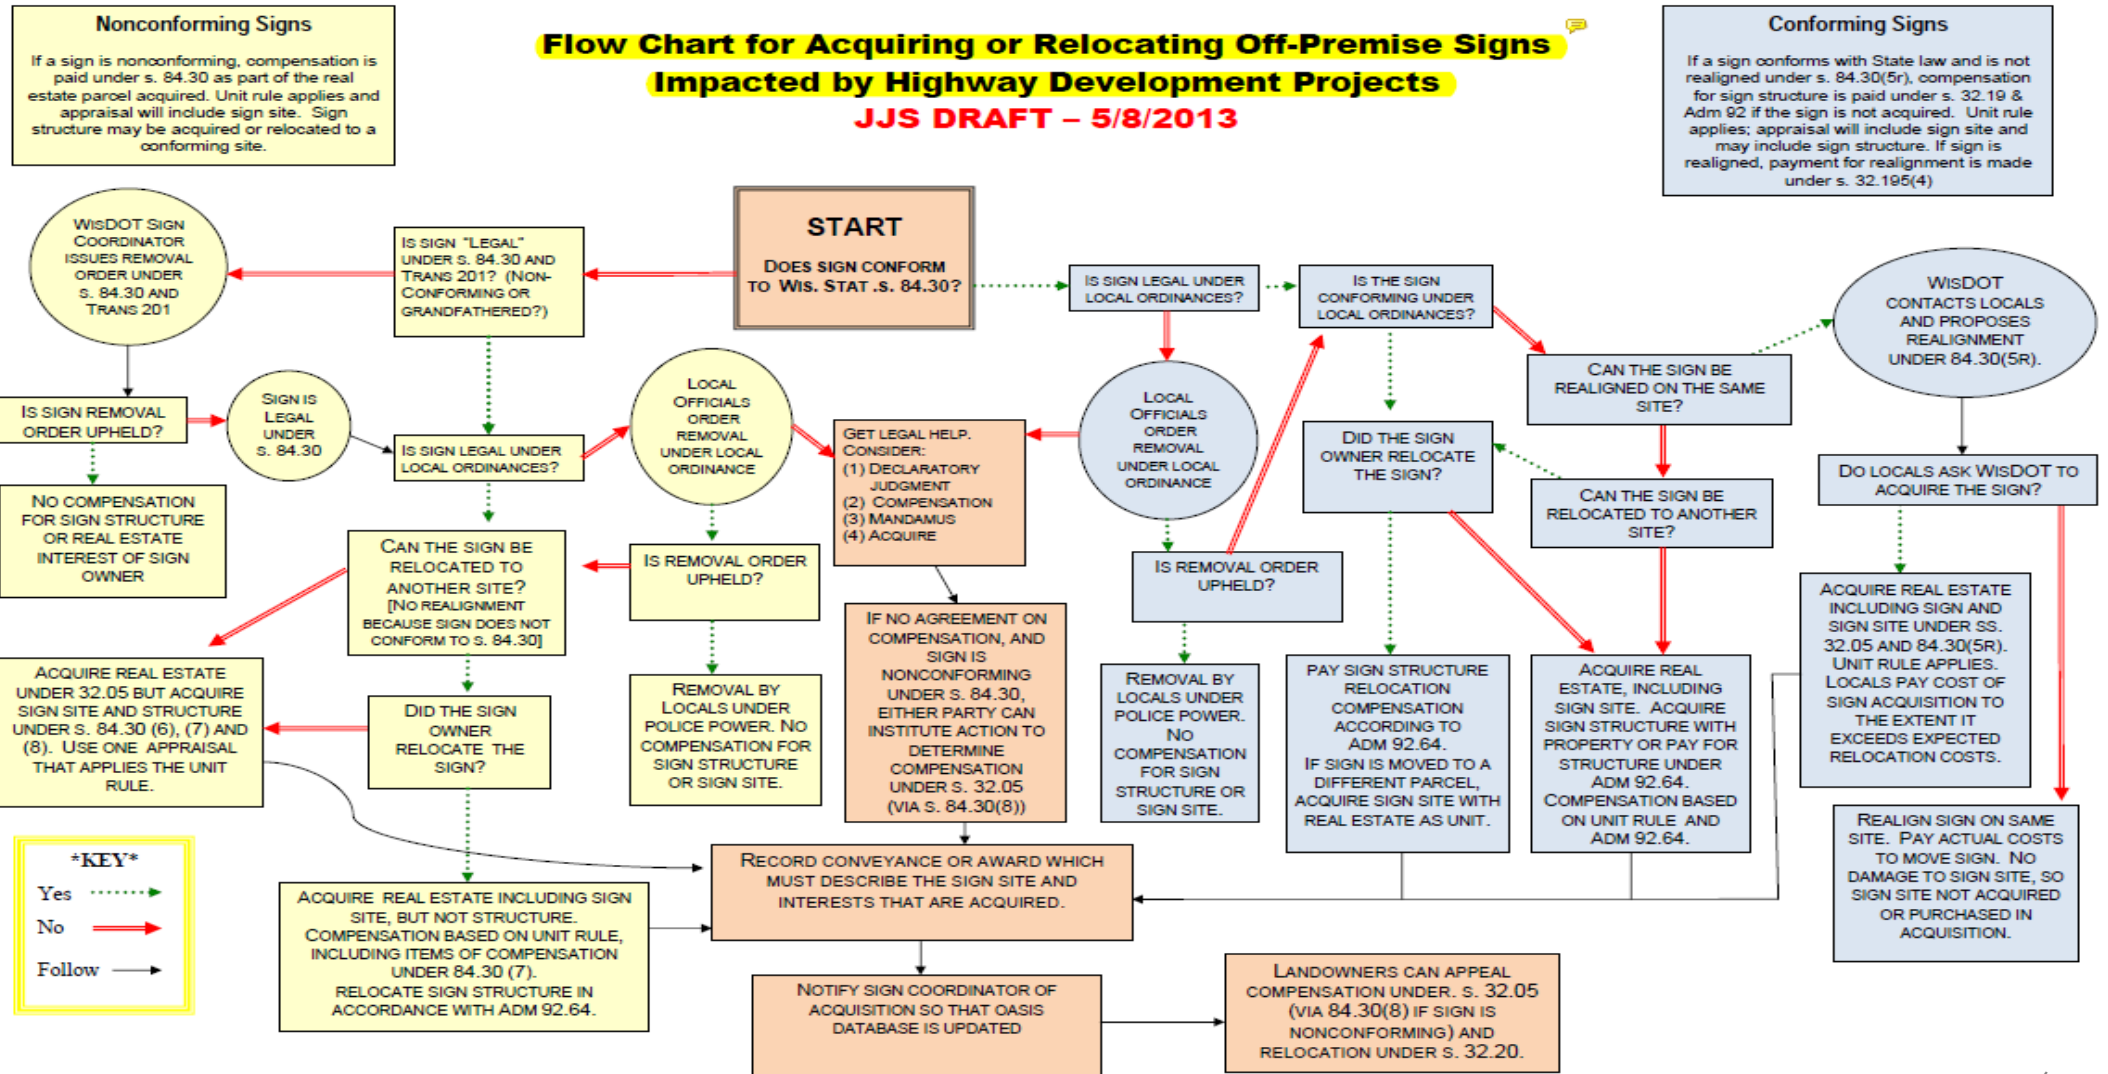 Nonconforming Signs
If a sign is nonconforming, compensation is
paid under s. 84.30 as part of the real
estate parcel acquired. Unit rule applies and
appraisal will include sign site. Sign
structure may be acquired or relocated to a
conforming site.
Flow Chart for Acquiring or Relocating Off-Premise Signs
Impacted by Highway Development Projects
JJS DRAFT – 5/8/2013
Conforming Signs
If a sign conforms with State law and is not
realigned under s. 84.30(5r), compensation
for sign structure is paid under s. 32.19 &
Adm 92 if the sign is not acquired. Unit rule
applies; appraisal will include sign site and
may include sign structure. If sign is
realigned, payment for realignment is made
under s. 32.195(4)
WISDOT SIGN
COORDINATOR
ISSUES REMOVAL
ORDER UNDER
S. 84.30 AND
TRANS 201
IS SIGN "LEGAL"
UNDER S. 84.30 AND
TRANS 201? (NON-
CONFORMING OR
GRANDFATHERED?)
START
DOES SIGN CONFORM
TO WIS. STAT .S. 84.30?
IS SIGN LEGAL UNDER
LOCAL ORDINANCES?
IS THE SIGN
CONFORMING UNDER
LOCAL ORDINANCES?
WISDOT
CONTACTS LOCALS
AND PROPOSES
REALIGNMENT
UNDER 84.30(5R).
CAN THE SIGN BE
REALIGNED ON THE SAME
SITE?
IS SIGN REMOVAL
ORDER UPHELD?
SIGN IS
LEGAL
UNDER
S. 84.30
IS SIGN LEGAL UNDER
LOCAL ORDINANCES?
LOCAL
OFFICIALS
ORDER
REMOVAL
UNDER LOCAL
ORDINANCE
GET LEGAL HELP.
CONSIDER:
(1) DECLARATORY
JUDGMENT
(2) COMPENSATION
(3) MANDAMUS
(4) ACQUIRE
LOCAL
OFFICIALS
ORDER
REMOVAL
UNDER LOCAL
ORDINANCE
DID THE SIGN
OWNER RELOCATE
THE SIGN?
CAN THE SIGN BE
RELOCATED TO ANOTHER
SITE?
DO LOCALS ASK WISDOT TO
ACQUIRE THE SIGN?
NO COMPENSATION
FOR SIGN STRUCTURE
OR REAL ESTATE
INTEREST OF SIGN
OWNER
CAN THE SIGN BE
RELOCATED TO
ANOTHER SITE?
[NO REALIGNMENT
BECAUSE SIGN DOES NOT
CONFORM TO S. 84.30]
IS REMOVAL ORDER
UPHELD?
IS REMOVAL ORDER
UPHELD?
IF NO AGREEMENT ON
COMPENSATION, AND
SIGN IS
NONCONFORMING
UNDER S. 84.30,
EITHER PARTY CAN
INSTITUTE ACTION TO
DETERMINE
COMPENSATION
UNDER S. 32.05
(VIA S. 84.30(8))
ACQUIRE REAL ESTATE
INCLUDING SIGN AND
SIGN SITE UNDER SS.
32.05 AND 84.30(5R).
UNIT RULE APPLIES.
LOCALS PAY COST OF
SIGN ACQUISITION TO
THE EXTENT IT
EXCEEDS EXPECTED
RELOCATION COSTS.
ACQUIRE REAL ESTATE
UNDER 32.05 BUT ACQUIRE
SIGN SITE AND STRUCTURE
UNDER S. 84.30 (6), (7) AND
(8). USE ONE APPRAISAL
THAT APPLIES THE UNIT
RULE.
DID THE SIGN
OWNER
RELOCATE THE
SIGN?
REMOVAL BY
LOCALS UNDER
POLICE POWER. NO
COMPENSATION FOR
SIGN STRUCTURE
OR SIGN SITE.
REMOVAL BY
LOCALS UNDER
POLICE POWER.
NO
COMPENSATION
FOR SIGN
STRUCTURE OR
SIGN SITE.
PAY SIGN STRUCTURE
RELOCATION
COMPENSATION
ACCORDING TO
ADM 92.64.
IF SIGN IS MOVED TO A
DIFFERENT PARCEL,
ACQUIRE SIGN SITE WITH
REAL ESTATE AS UNIT.
ACQUIRE REAL
ESTATE, INCLUDING
SIGN SITE. ACQUIRE
SIGN STRUCTURE WITH
PROPERTY OR PAY FOR
STRUCTURE UNDER
ADM 92.64.
COMPENSATION BASED
ON UNIT RULE AND
ADM 92.64.
REALIGN SIGN ON SAME
SITE. PAY ACTUAL COSTS
TO MOVE SIGN. NO
DAMAGE TO SIGN SITE, SO
SIGN SITE NOT ACQUIRED
OR PURCHASED IN
ACQUISITION.
*KEY*
Yes
No
Follow
ACQUIRE REAL ESTATE INCLUDING SIGN
SITE, BUT NOT STRUCTURE.
COMPENSATION BASED ON UNIT RULE,
INCLUDING ITEMS OF COMPENSATION
UNDER 84.30 (7).
RELOCATE SIGN STRUCTURE IN
ACCORDANCE WITH ADM 92.64.
RECORD CONVEYANCE OR AWARD WHICH
MUST DESCRIBE THE SIGN SITE AND
INTERESTS THAT ARE ACQUIRED.
NOTIFY SIGN COORDINATOR OF
ACQUISITION SO THAT OASIS
DATABASE IS UPDATED
LANDOWNERS CAN APPEAL
COMPENSATION UNDER. S. 32.05
(VIA 84.30(8) IF SIGN IS
NONCONFORMING) AND
RELOCATION UNDER S. 32.20.